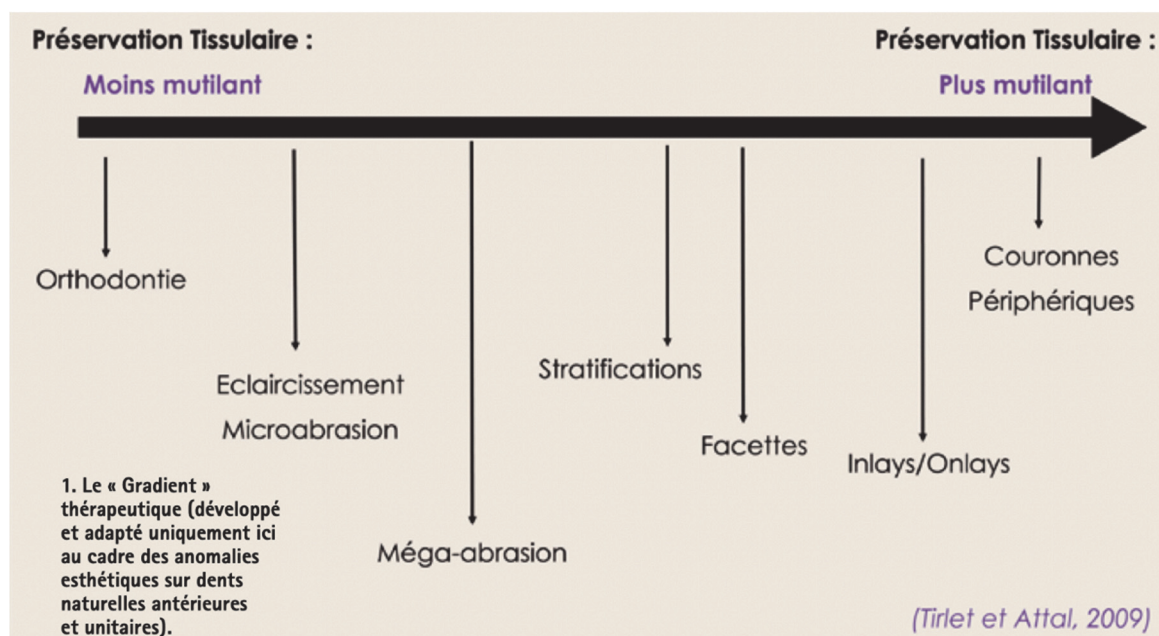 Préservation Tissulaire :
Moins mutilant
Préservation Tissulaire :
Plus mutilant
Orthodontie
Eclaircissement
Microabrasion
Méga-abrasion
Stratifications
Facettes
Inlays/Onlays
Couronnes
Périphériques
1. Le « Gradient »
thérapeutique (développé
et adapté uniquement ici
au cadre des anomalies
esthétiques sur dents
naturelles antérieures
et unitaires).
(Tirlet et Attal, 2009)